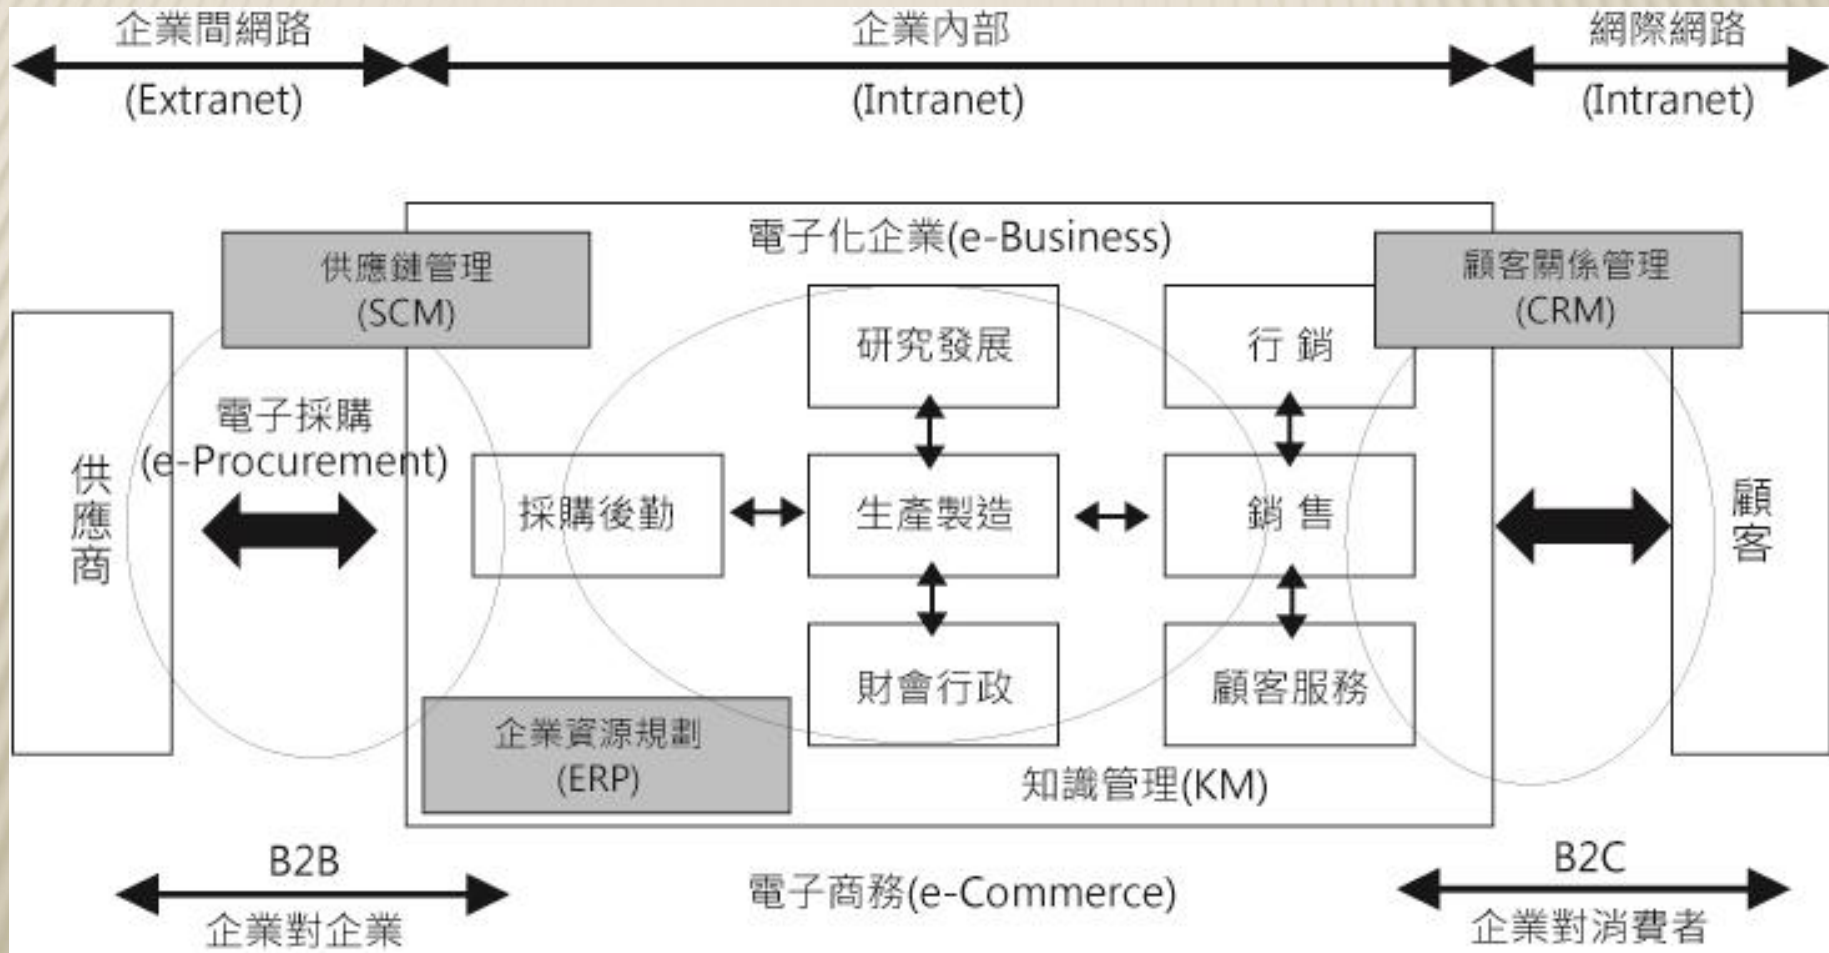 企業間網路
(Extranet)
企業內部
(Intranet)
網際網路
(Intranet)
電子化企業(e-Business)
供應鏈管理
(SCM)
顧客關係管理
(CRM)
研究發展
行 銷
電子採購
(e-Procurement)
供應商
採購後勤
生產製造
銷 售
顧客
財會行政
顧客服務
企業資源規劃
(ERP)
知識管理(KM)
B2B
企業對企業
電子商務(e-Commerce)
B2C
企業對消費者